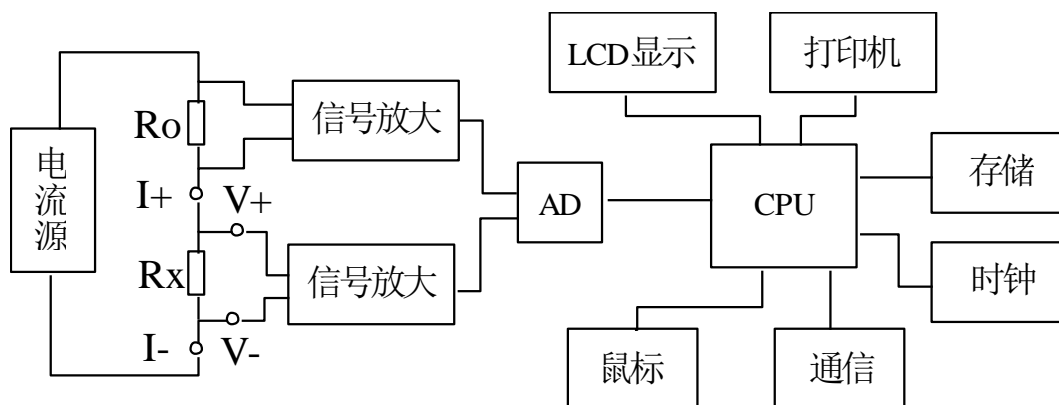 LCD显示
打印机
Ro
信号放大
电流源
I+
V+
AD
CPU
存储
Rx
信号放大
时钟
I-
V-
鼠标
通信